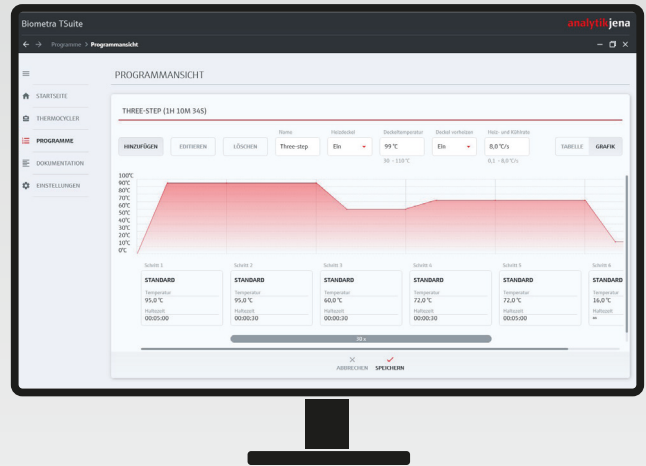 Biometra TSuite
analytikjena
Programme > Programmansicht
PROGRAMMANSICHT
STARTSEITE
THERMOCYCLER
PROGRAMME
DOKUMENTATION
EINSTELLUNGEN
THREE-STEP (1H 10M 34S)
HINZUFÜGEN EDITIEREN LÖSCHEN
Name Heizdeckel Deckeltemperatur Deckel vorheizen Heiz- und Kühlrate
Three-step Ein 99 °C Ein 8,0 °C/s
30 - 110 °C 0,1 - 8,0 °C/s
TABELLE GRAFIK
100°C
90°C
80°C
70°C
60°C
50°C
40°C
30°C
20°C
10°C
0°C
Schritt 1 Schritt 2 Schritt 3 Schritt 4 Schritt 5 Schritt 6
STANDARD STANDARD STANDARD STANDARD STANDARD STANDARD
Temperatur Temperatur Temperatur Temperatur Temperatur Temperatur
95,0 °C 95,0 °C 60,0 °C 72,0 °C 72,0 °C 16,0 °C
Haltezeit Haltezeit Haltezeit Haltezeit Haltezeit Haltezeit
00:05:00 00:00:30 00:00:30 00:00:30 00:05:00 ∞
ABBRECHEN SPEICHERN